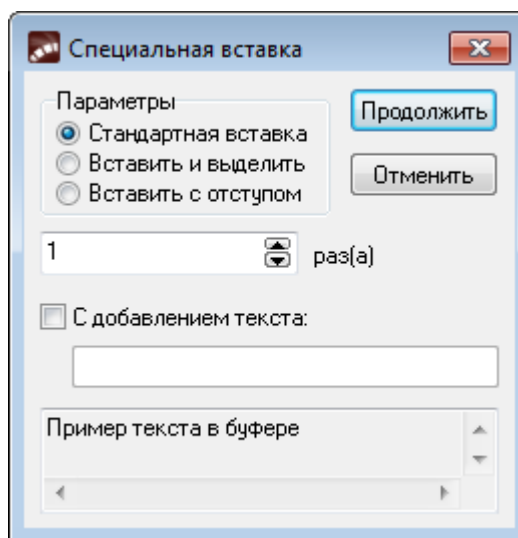 Специальная вставка
Параметры
Стандартная вставка
Вставить и выделить
Вставить с отступом
Продолжить
Отменить
1 раз(а)
С добавлением текста:
Пример текста в буфере